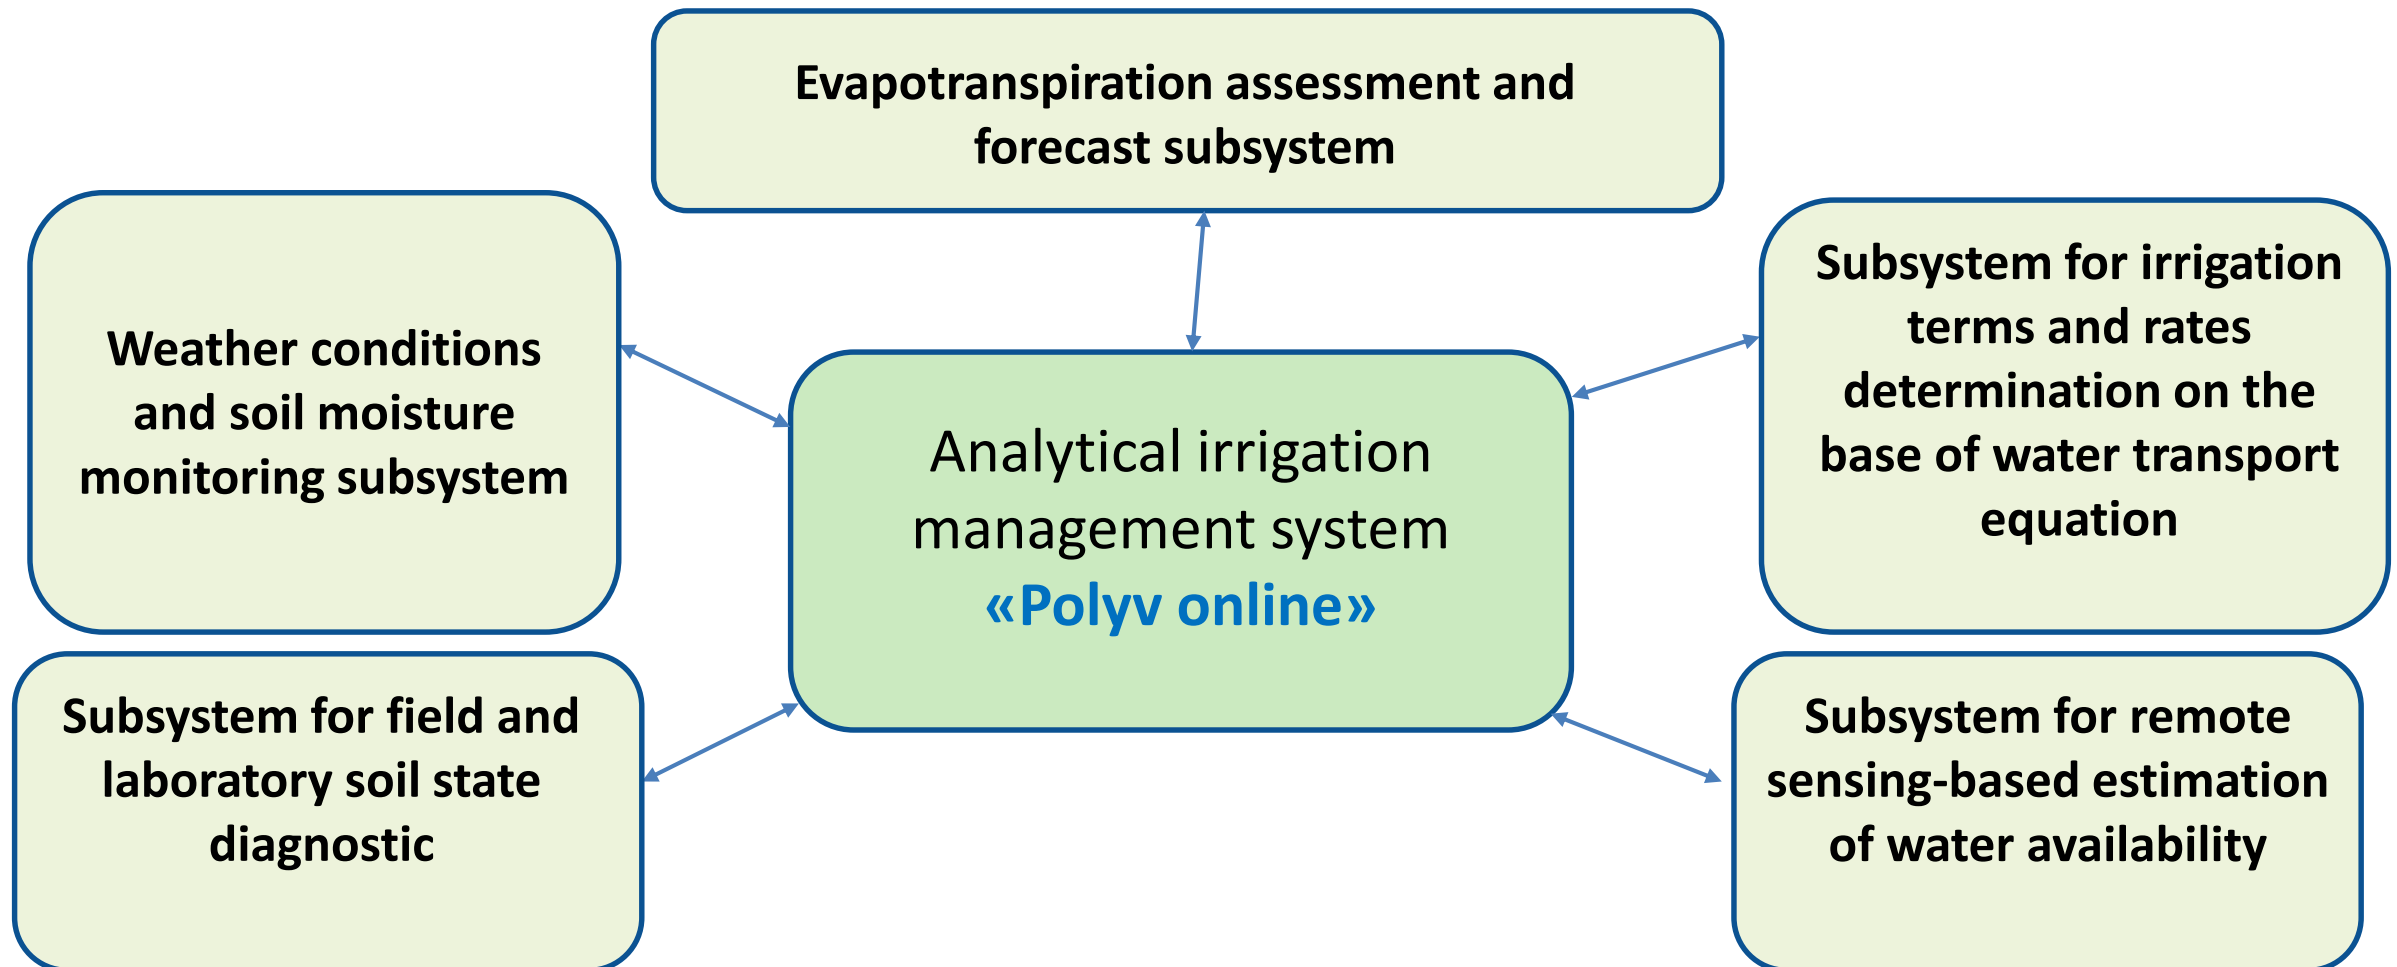 Evapotranspiration assessment and
forecast subsystem
Weather conditions
and soil moisture
monitoring subsystem
Subsystem for irrigation
terms and rates
determination on the
base of water transport
equation
Analytical irrigation
management system
«Polyv online»
Subsystem for field and
laboratory soil state
diagnostic
Subsystem for remote
sensing-based estimation
of water availability